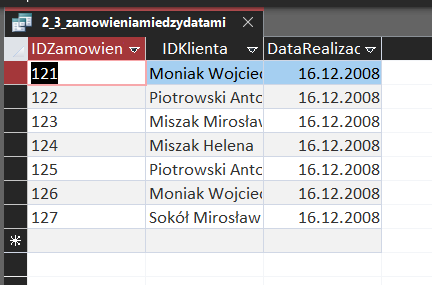 2_3_zamowieniamiedzydatami
IDZamowien IDKlienta DataRealizac
121 Moniak Wojciec 16.12.2008
122 Piotrowski Anto 16.12.2008
123 Miszak Mirosław 16.12.2008
124 Miszak Helena 16.12.2008
125 Piotrowski Anto 16.12.2008
126 Moniak Wojciec 16.12.2008
127 Sokół Mirosław 16.12.2008